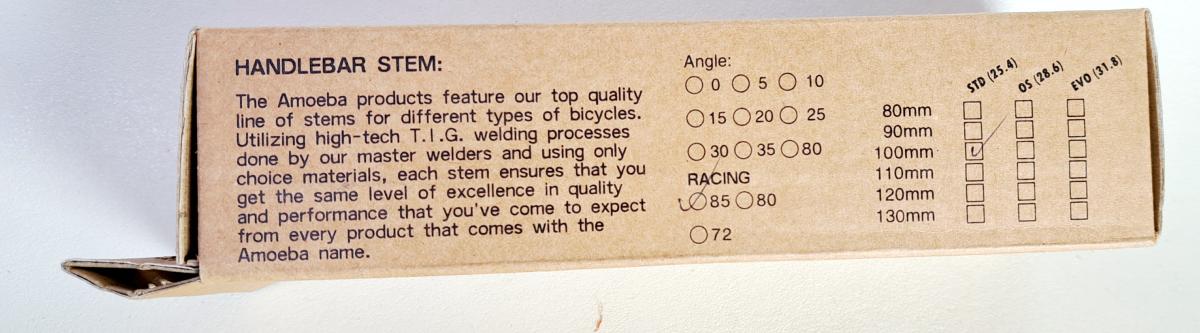 HANDLEBAR STEM:
The Amoeba products feature our top quality
line of stems for different types of bicycles.
Utilizing high-tech T.I.G. welding processes
done by our master welders and using only
choice materials, each stem ensures that you
get the same level of excellence in quality
and performance that you've come to expect
from every product that comes with the
Amoeba name.
Angle:
0 5 10
15 20 25
30 35 80
RACING
85 80
72
STD (25.4) OS (28.6) EVO (31.8)
80mm
90mm
100mm
110mm
120mm
130mm